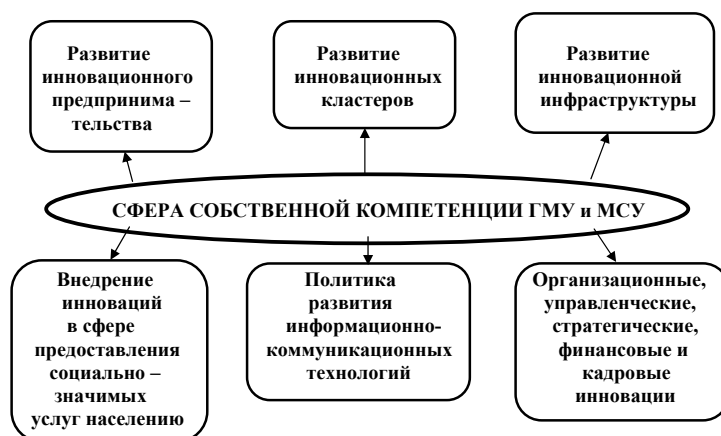 Развитие
инновационного
предпринима –
тельства
Развитие
инновационных
кластеров
Развитие
инновационной
инфраструктуры
СФЕРА СОБСТВЕННОЙ КОМПЕТЕНЦИИ ГМУ и МСУ
Внедрение
инноваций
в сфере
предоставления
социально –
значимых
услуг населению
Политика
развития
информационно-
коммуникационных
технологий
Организационные,
управленческие,
стратегические,
финансовые и
кадровые
инновации